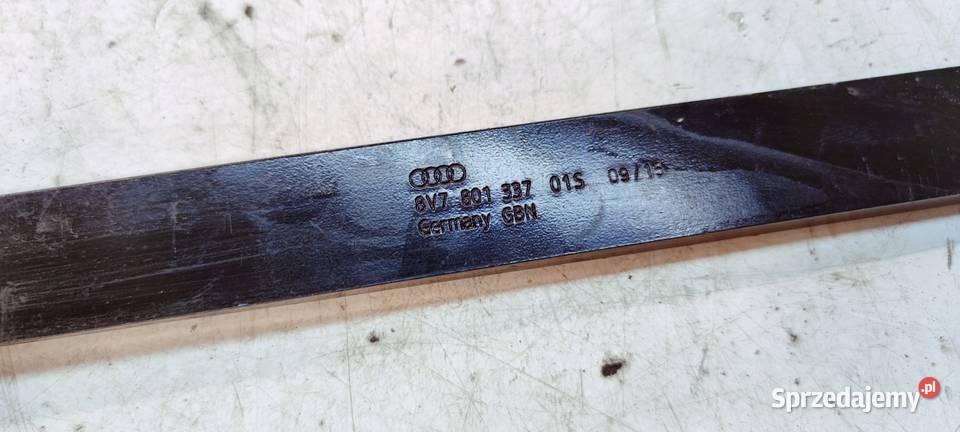 8V7 801 337 01S 09/15
Germany GBN
Sprzedajemy.pl